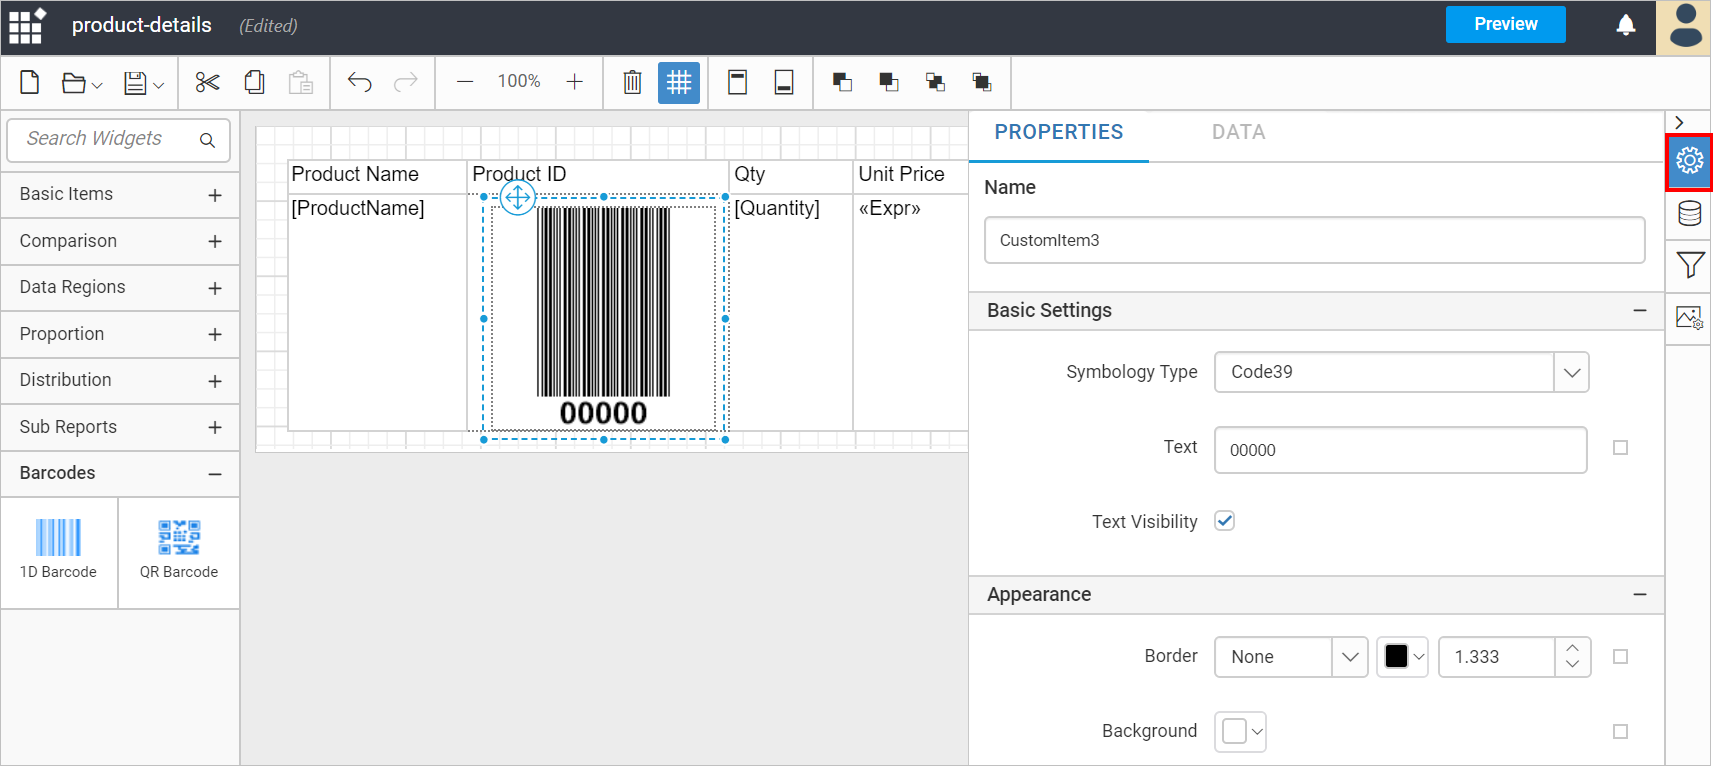 product-details (Edited)
Preview
100%
Search Widgets
Basic Items
Comparison
Data Regions
Proportion
Distribution
Sub Reports
Barcodes
1D Barcode
QR Barcode
Product Name Product ID Qty Unit Price
[ProductName] [Quantity] «Expr»
00000
PROPERTIES DATA
Name
CustomItem3
Basic Settings
Symbology Type Code39
Text 00000
Text Visibility
Appearance
Border None 1.333
Background